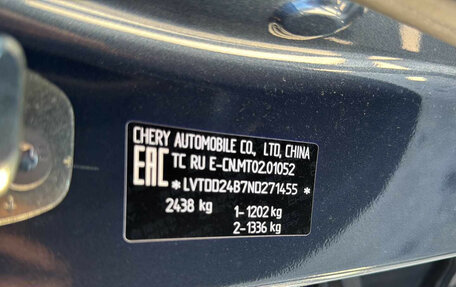 CHERY AUTOMOBILE CO., LTD, CHINA
EAC TC RU E-CN.MT02.01052
*LVTDD24B7ND271455*
2438 kg 1-1202 kg
2-1336 kg